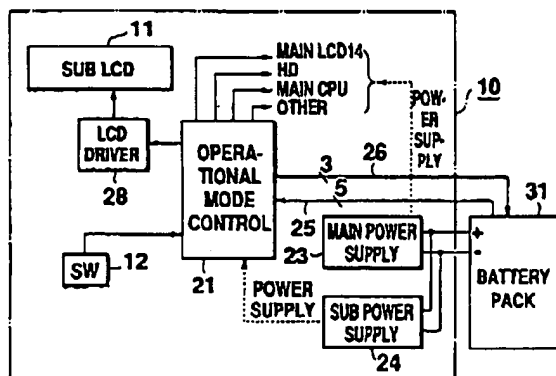 11
SUB LCD
LCD
DRIVER
28
SW
12
MAIN LCD14
HD
MAIN CPU
OTHER
OPERA-
TIONAL
MODE
CONTROL
21
POW-
ER
SUP-
PLY
10
3
26
5
25
23
MAIN POWER
SUPPLY
POWER
SUPPLY
SUB POWER
SUPPLY
24
31
+
-
BATTERY
PACK